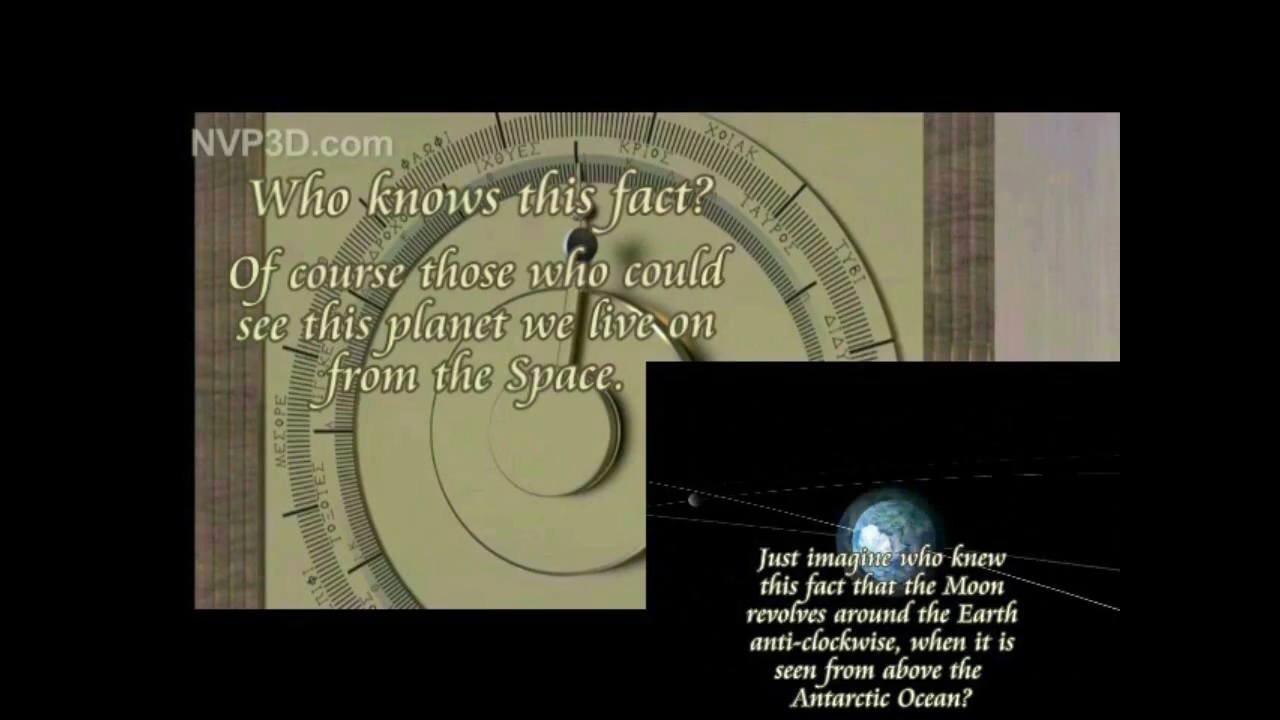 NVP3D.com
ΦΑΩΦΙ
ΙΧΘΥΕΣ
ΚΡΙΟΣ
ΧΟΙΑΚ
ΤΑΥΡΟΣ
ΤΥΒΙ
Who knows this fact?
Of course those who could
see this planet we live on
from the Space.
ΜΕΣΟΡΕ
ΤΟΞΟΤΕΣ
Just imagine who knew
this fact that the Moon
revolves around the Earth
anti-clockwise, when it is
seen from above the
Antarctic Ocean?